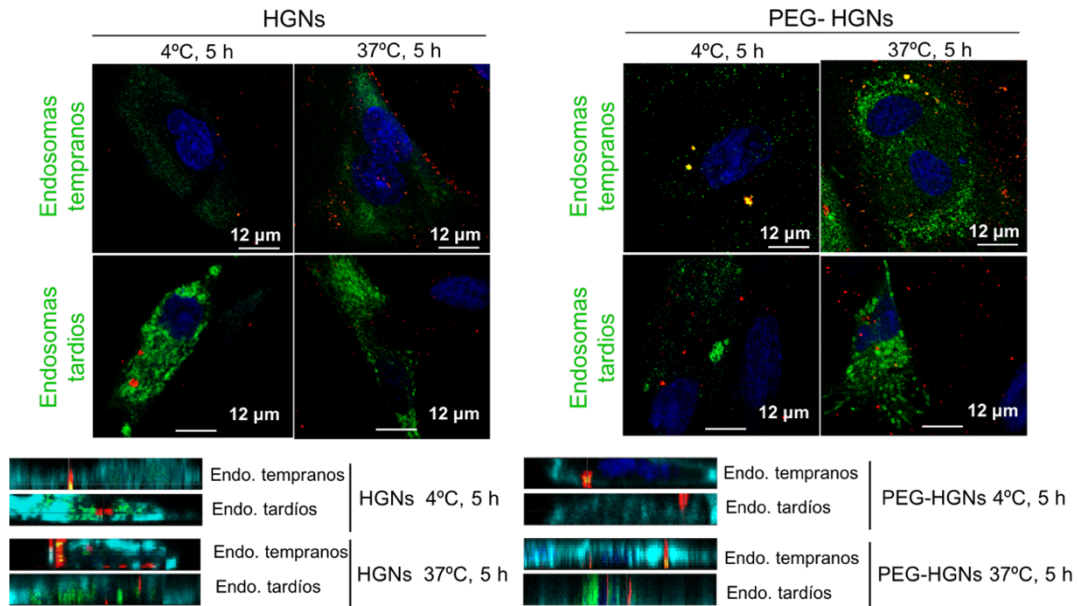 HGNs
4ºC, 5 h
37ºC, 5 h
Endosomas
tempranos
12 µm
12 µm
Endosomas
tardios
12 µm
12 µm
Endo. tempranos
Endo. tardíos
HGNs 4ºC, 5 h
Endo. tempranos
Endo. tardíos
HGNs 37ºC, 5 h
PEG- HGNs
4ºC, 5 h
37ºC, 5 h
Endosomas
tempranos
12 µm
12 µm
Endosomas
tardios
12 µm
12 µm
Endo. tempranos
Endo. tardíos
PEG-HGNs 4ºC, 5 h
Endo. tempranos
Endo. tardíos
PEG-HGNs 37ºC, 5 h